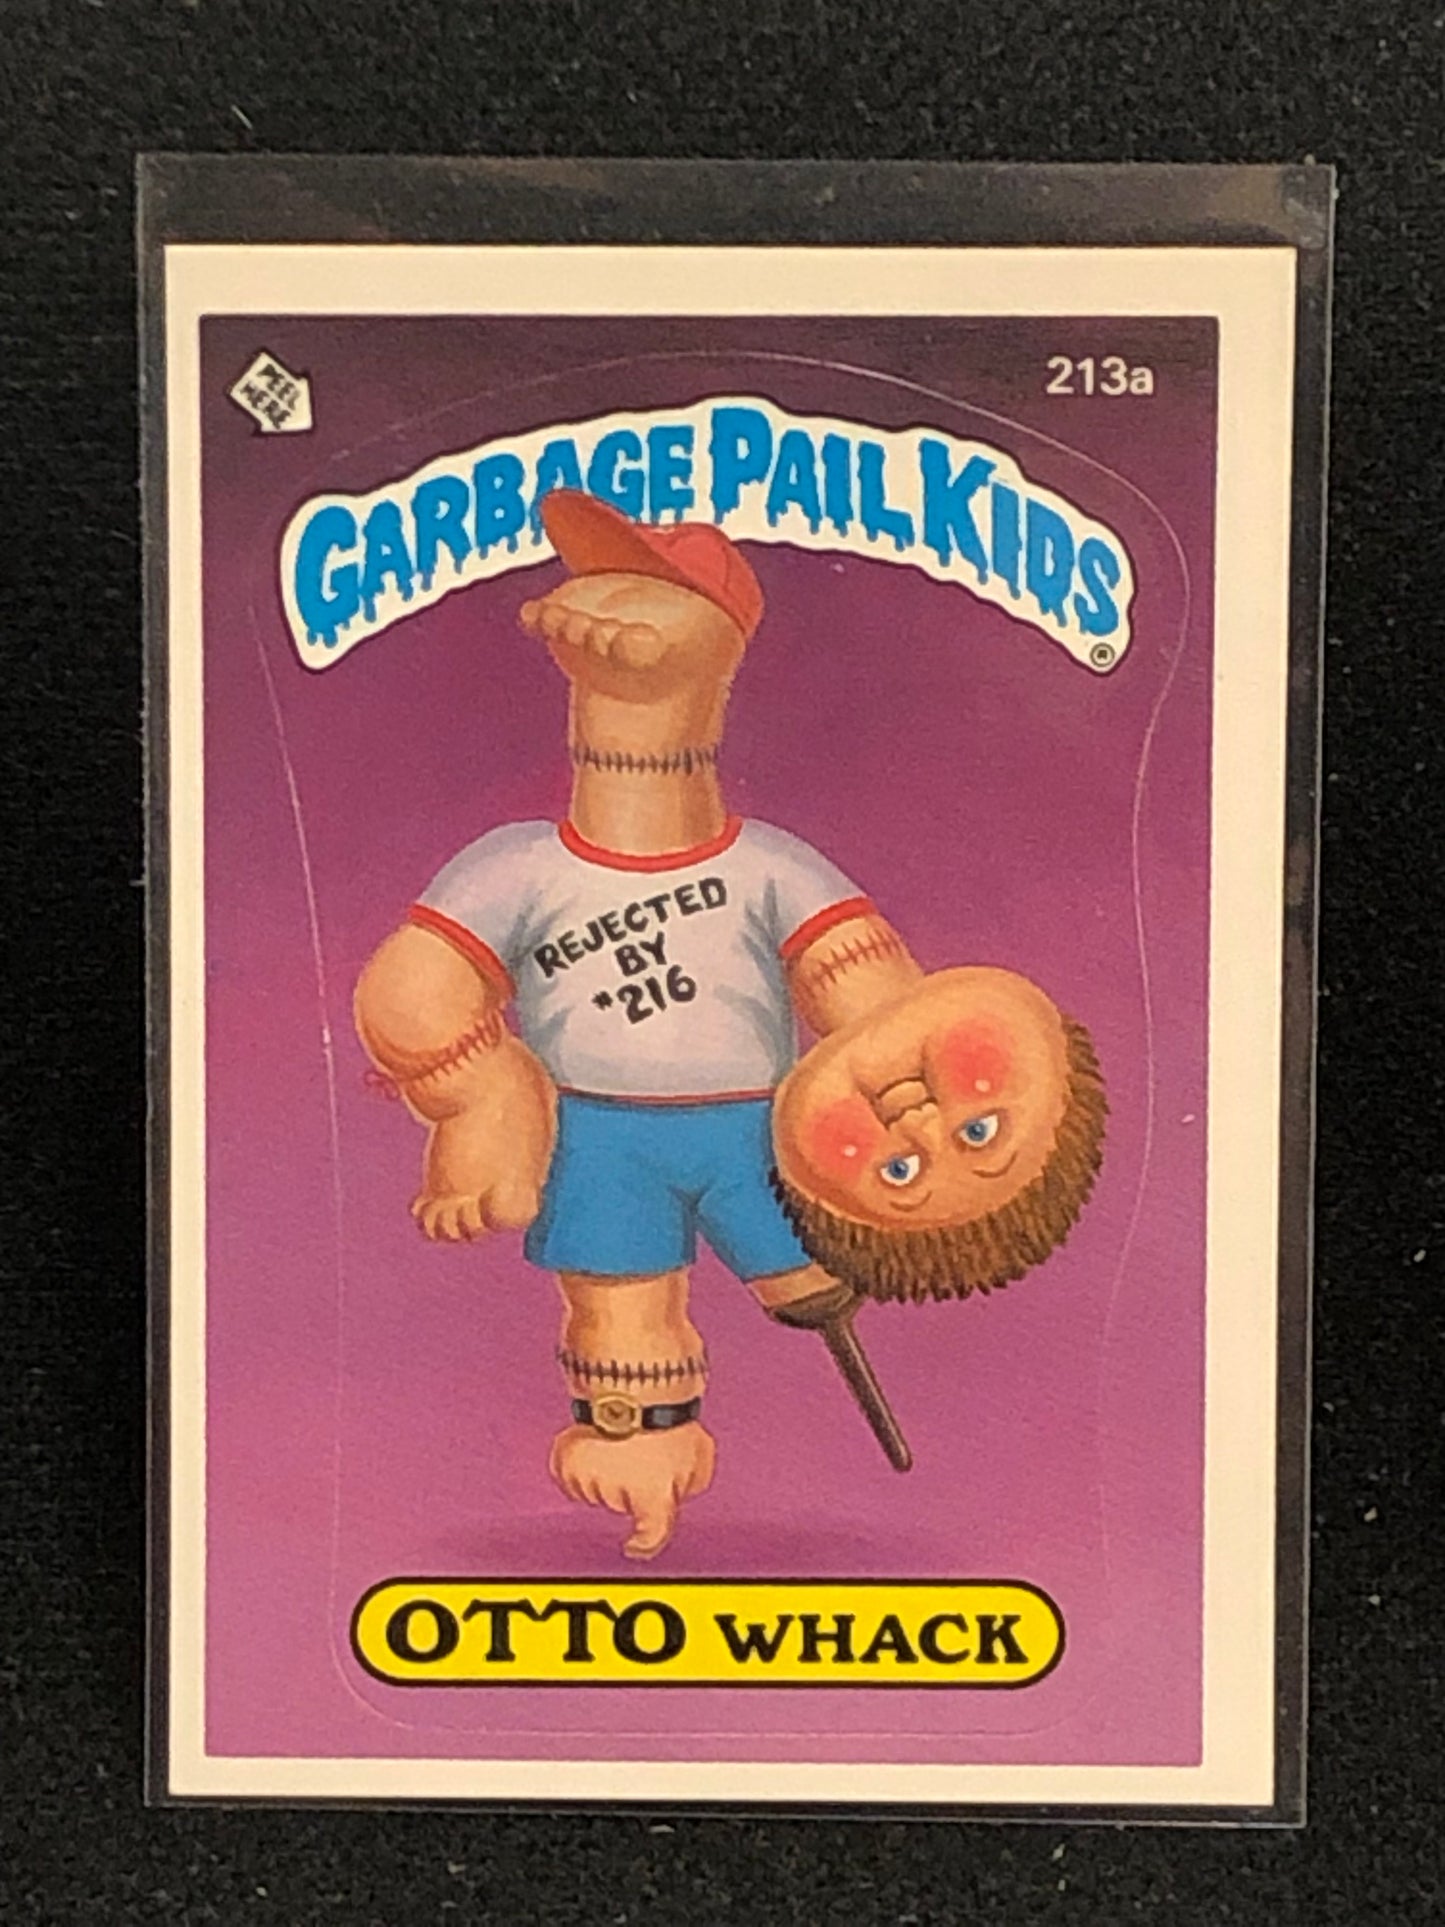 PEEL
HERE
213a
GARBAGE PAIL KIDS
®
REJECTED
BY
#216
OTTO WHACK